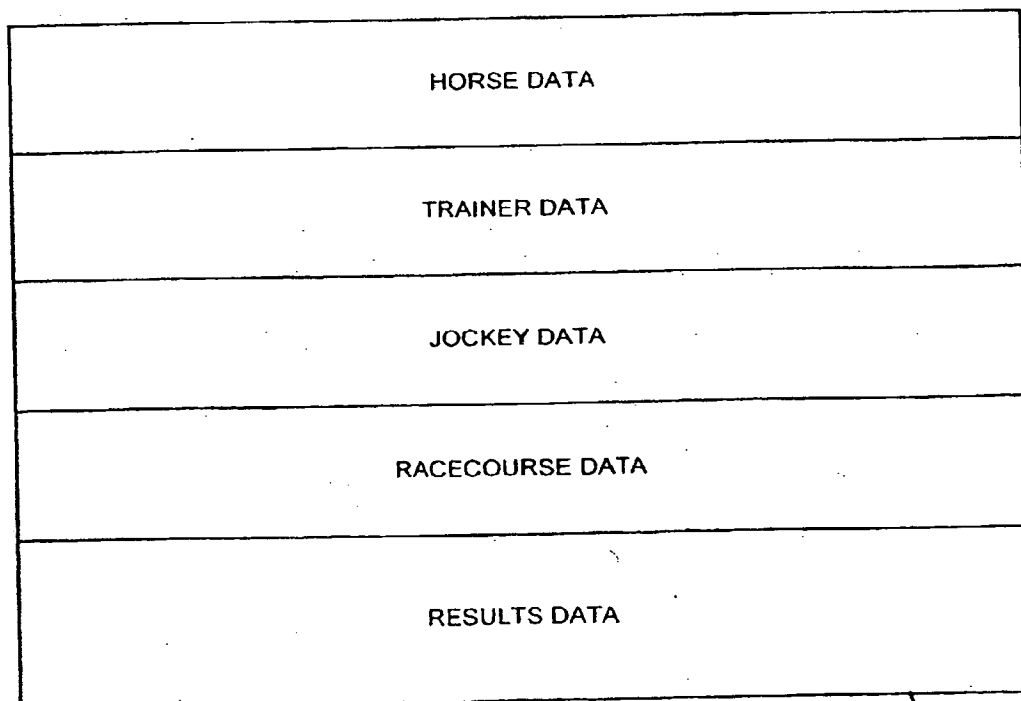 HORSE DATA
TRAINER DATA
JOCKEY DATA
RACECOURSE DATA
RESULTS DATA